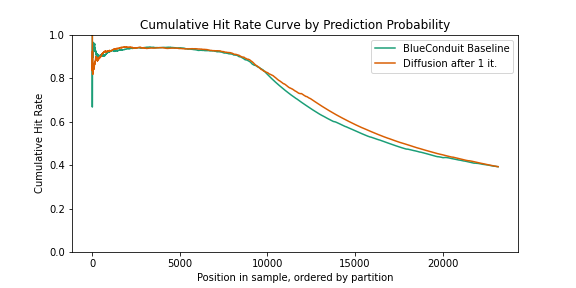 Cumulative Hit Rate Curve by Prediction Probability
BlueConduit Baseline
Diffusion after 1 it.
Cumulative Hit Rate
1.0
0.8
0.6
0.4
0.2
0.0
0 5000 10000 15000 20000
Position in sample, ordered by partition